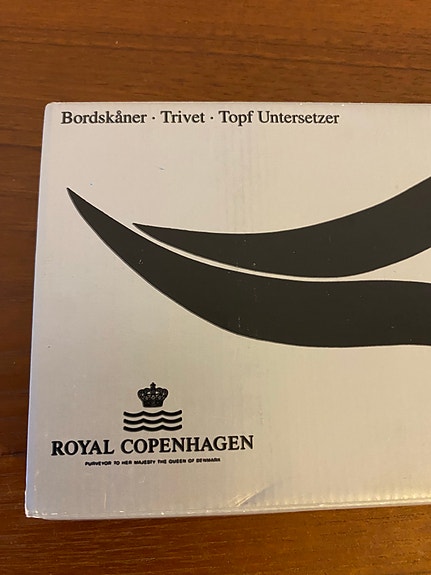 Bordskåner · Trivet · Topf Untersetzer
ROYAL COPENHAGEN
PURVEYOR TO HER MAJESTY THE QUEEN OF DENMARK